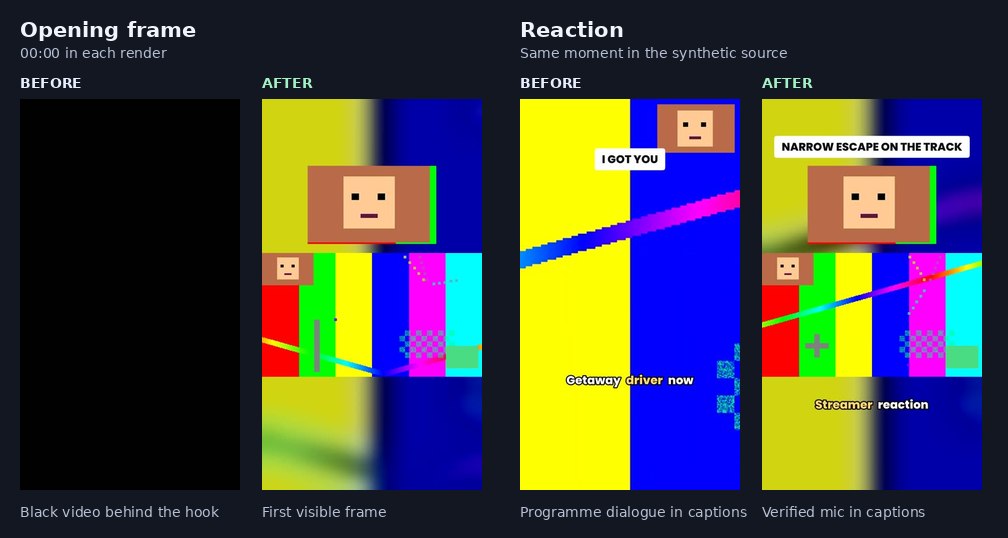 Opening frame
00:00 in each render
BEFORE
AFTER
Black video behind the hook
First visible frame
Reaction
Same moment in the synthetic source
BEFORE
AFTER
I GOT YOU
Getaway driver now
NARROW ESCAPE ON THE TRACK
Streamer reaction
Programme dialogue in captions
Verified mic in captions